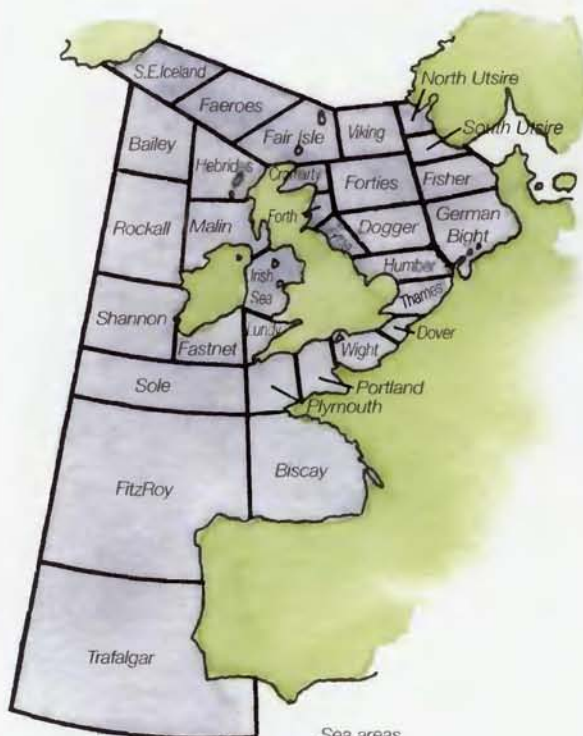 S.E.Iceland
North Utsire
Faeroes
South Utsire
Fair Isle
Viking
Bailey
Hebrides
Cromarty
Forties
Fisher
Forth
Rockall
Malin
Dogger
German
Bight
Tyne
Humber
Irish
Sea
Thames
Shannon
Lundy
Dover
Fastnet
Wight
Sole
Portland
Plymouth
Biscay
FitzRoy
Trafalgar
Sea areas